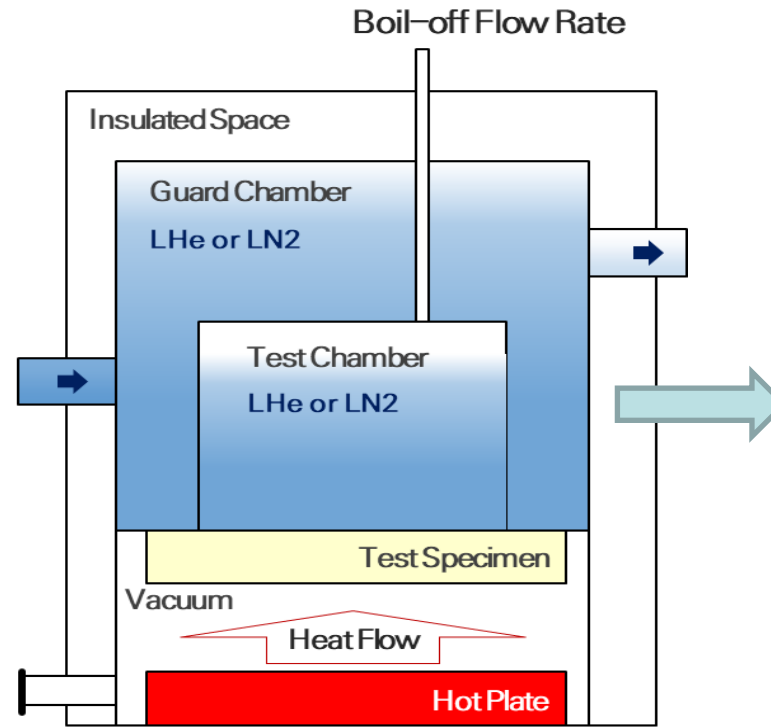 Boil-off Flow Rate
Insulated Space
Guard Chamber
LHe or LN2
Test Chamber
LHe or LN2
Test Specimen
Vacuum
Heat Flow
Hot Plate